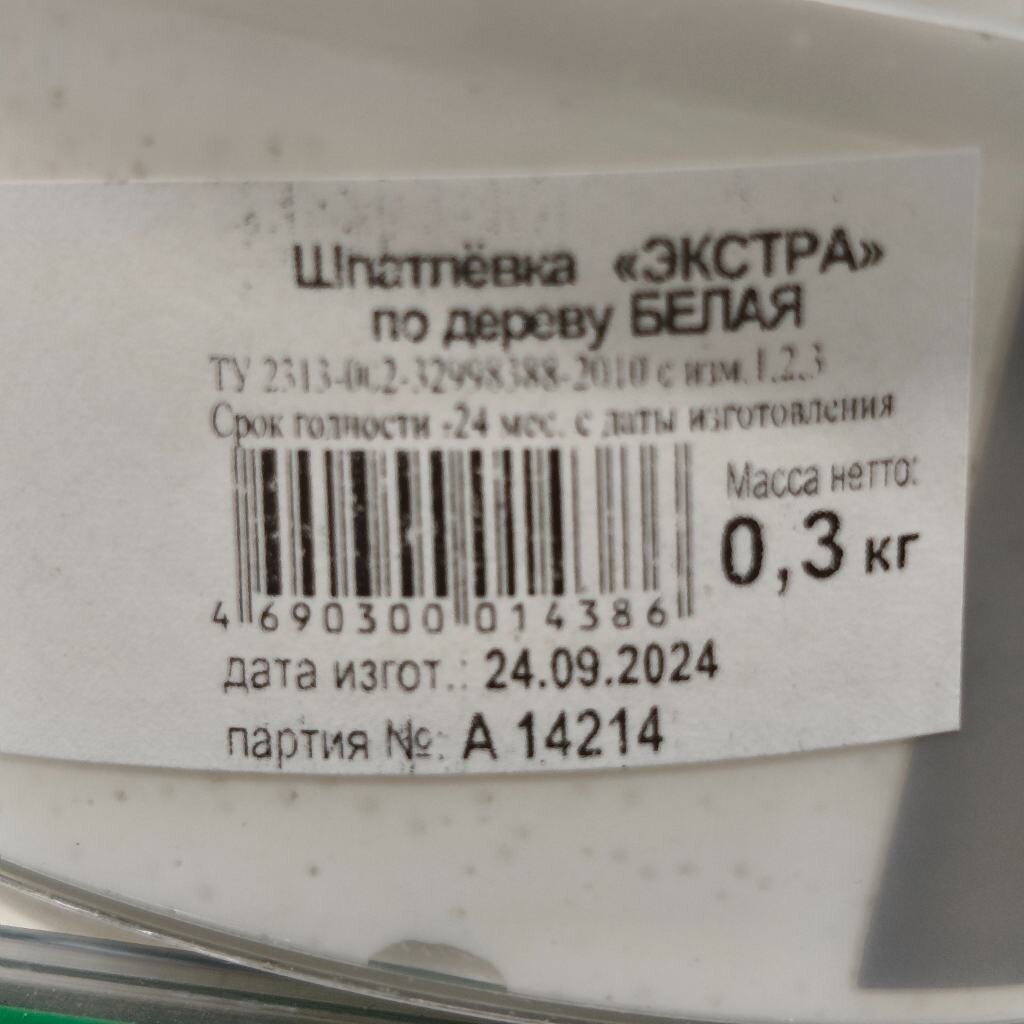 Шпатлёвка «ЭКСТРА»
по дереву БЕЛАЯ
ТУ 2313-002-32998388-2010 с изм.1,2,3
Срок годности -24 мес. с даты изготовления
Масса нетто:
0,3 кг
4 690300 014386
дата изгот.: 24.09.2024
партия №: А 14214